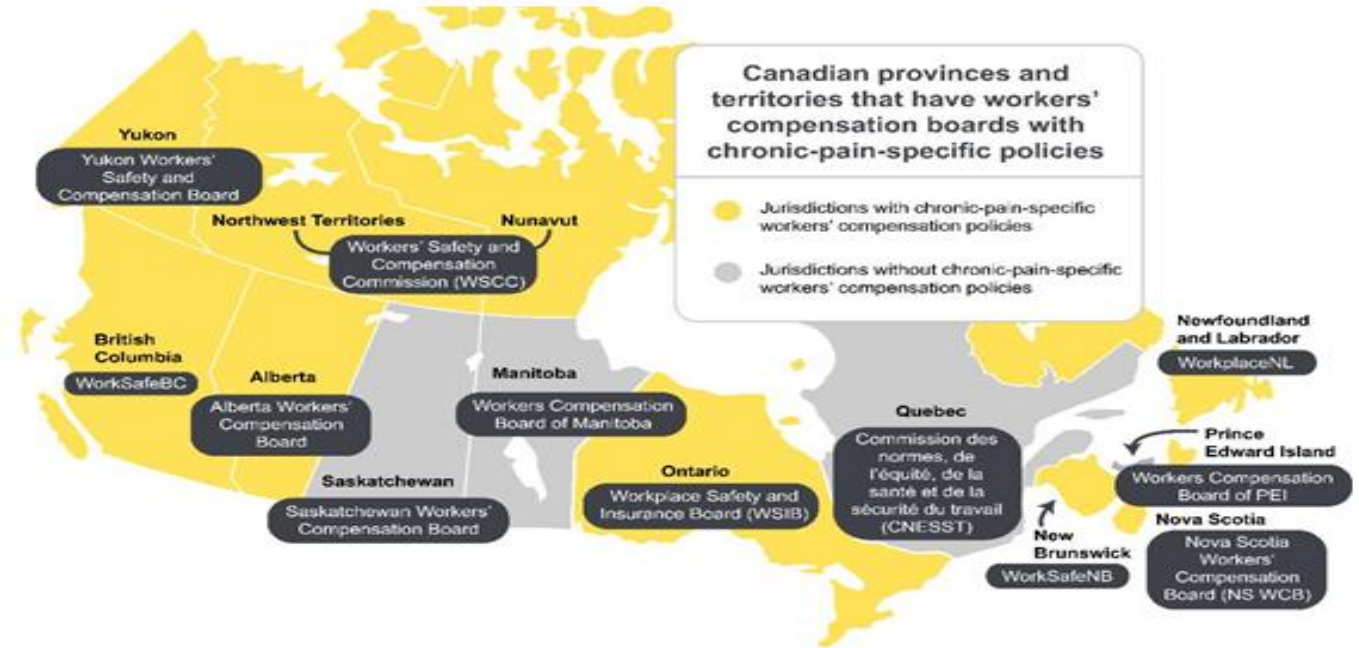 Canadian provinces and
territories that have workers'
compensation boards with
chronic-pain-specific policies
Jurisdictions with chronic-pain-specific
workers' compensation policies
Jurisdictions without chronic-pain-specific
workers' compensation policies
Yukon
Yukon Workers'
Safety and
Compensation Board
Northwest Territories
Nunavut
Workers' Safety and
Compensation
Commission (WSCC)
British
Columbia
WorkSafeBC
Alberta
Alberta Workers'
Compensation
Board
Saskatchewan
Saskatchewan Workers'
Compensation Board
Manitoba
Workers Compensation
Board of Manitoba
Ontario
Workplace Safety and
Insurance Board (WSIB)
Quebec
Commission des
normes, de
l'équité, de la
santé et de la
sécurité du travail
(CNESST)
Newfoundland
and Labrador
WorkplaceNL
Prince
Edward Island
Workers Compensation
Board of PEI
New
Brunswick
WorkSafeNB
Nova Scotia
Nova Scotia
Workers'
Compensation
Board (NS WCB)